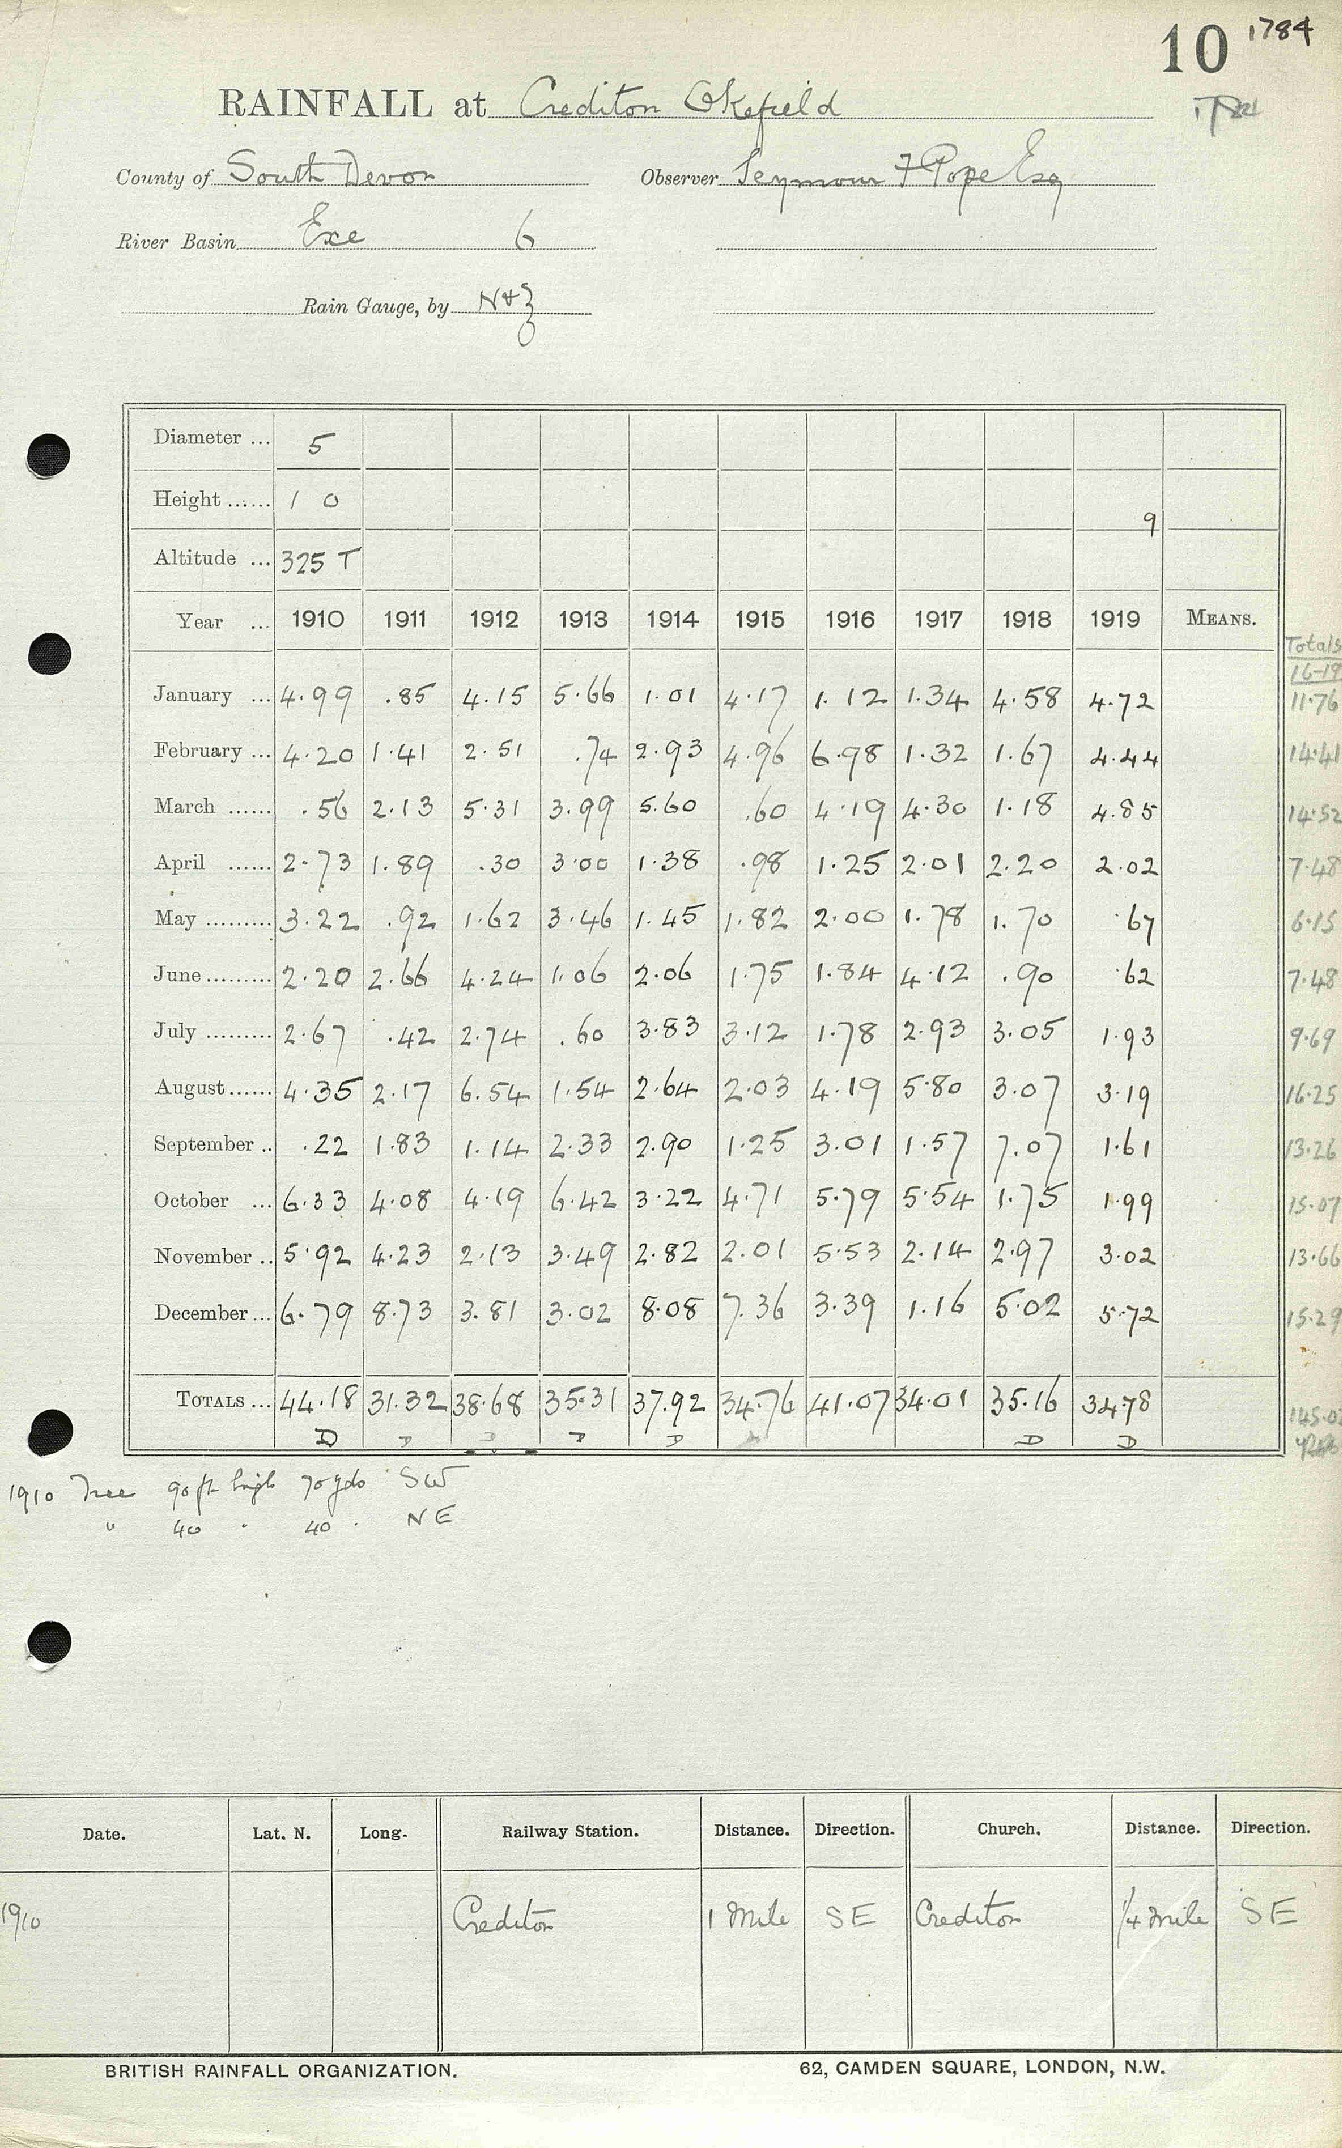 10 1784
RAINFALL at Crediton Okefield
County of South Devon Observer Seymour F Pope Esq
River Basin Exe 6
Rain Gauge, by N & Z
Diameter ... 5
Height ...... 1 0 9
Altitude ... 325 T
Year ... 1910 1911 1912 1913 1914 1915 1916 1917 1918 1919 MEANS. Totals
16-19
January ... 4.99 .85 4.15 5.66 1.01 4.17 1.12 1.34 4.58 4.72 11.76
February ... 4.20 1.41 2.51 .74 2.93 4.96 6.98 1.32 1.67 4.44 14.41
March ...... .56 2.13 5.31 3.99 5.60 .60 4.19 4.30 1.18 4.85 14.52
April ...... 2.73 1.89 .30 3.00 1.38 .98 1.25 2.01 2.20 2.02 7.48
May ......... 3.22 .92 1.62 3.46 1.45 1.82 2.00 1.78 1.70 .67 6.15
June ......... 2.20 2.66 4.24 1.06 2.06 1.75 1.84 4.12 .90 .62 7.48
July ......... 2.67 .42 2.74 .60 3.83 3.12 1.78 2.93 3.05 1.93 9.69
August ...... 4.35 2.17 6.54 1.54 2.64 2.03 4.19 5.80 3.07 3.19 16.25
September .. .22 1.83 1.14 2.33 2.90 1.25 3.01 1.57 7.07 1.61 13.26
October ... 6.33 4.08 4.19 6.42 3.22 4.71 5.79 5.54 1.75 1.99 15.07
November .. 5.92 4.23 2.13 3.49 2.82 2.01 5.53 2.14 2.97 3.02 13.66
December ... 6.79 8.73 3.81 3.02 8.08 7.36 3.39 1.16 5.02 5.72 15.29
TOTALS ... 44.18 31.32 38.68 35.31 37.92 34.76 41.07 34.01 35.16 34.78 145.0
D D D D D D D
1910 Tree 90 ft high 70 yds SW
" 40 " 40 . NE
Date. Lat. N. Long. Railway Station. Distance. Direction. Church. Distance. Direction.
1910 Crediton 1 Mile SE Crediton 1/4 mile SE
BRITISH RAINFALL ORGANIZATION. 62, CAMDEN SQUARE, LONDON, N.W.